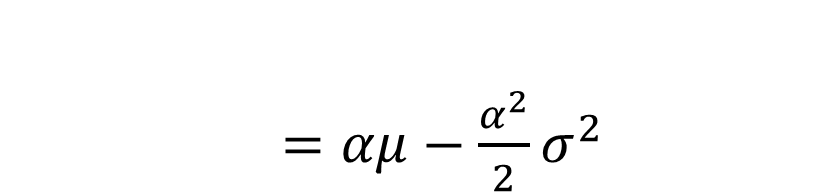 = αμ − α²/2 σ²